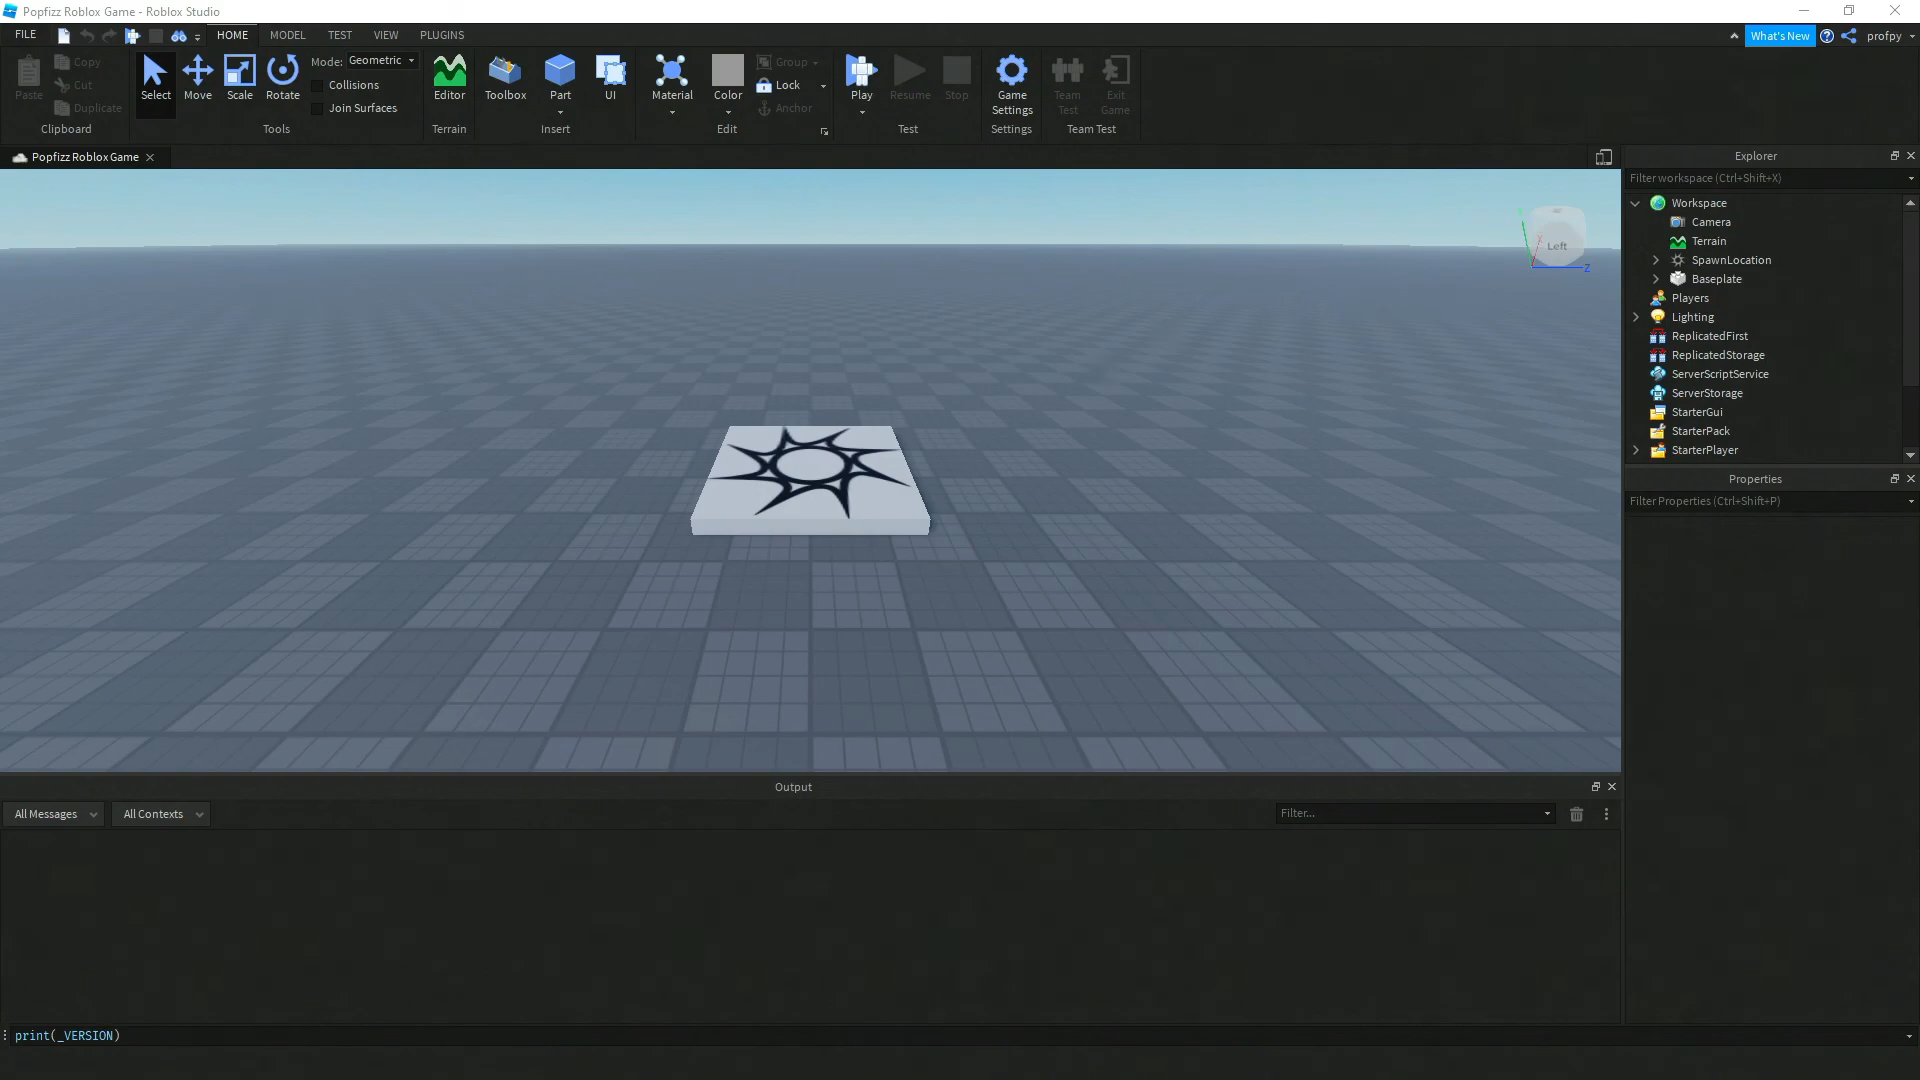 Popfizz Roblox Game - Roblox Studio
FILE HOME MODEL TEST VIEW PLUGINS What's New profpy
Paste Copy Cut Duplicate
Clipboard
Select Move Scale Rotate
Mode: Geometric
Collisions
Join Surfaces
Tools
Editor
Terrain
Toolbox Part UI
Insert
Material Color
Group
Lock
Anchor
Edit
Play Resume Stop
Test
Game Settings
Settings
Team Test Exit Game
Team Test
Popfizz Roblox Game
Left
Z
Explorer
Filter workspace (Ctrl+Shift+X)
Workspace
Camera
Terrain
SpawnLocation
Baseplate
Players
Lighting
ReplicatedFirst
ReplicatedStorage
ServerScriptService
ServerStorage
StarterGui
StarterPack
StarterPlayer
Properties
Filter Properties (Ctrl+Shift+P)
Output
All Messages All Contexts Filter...
print(_VERSION)